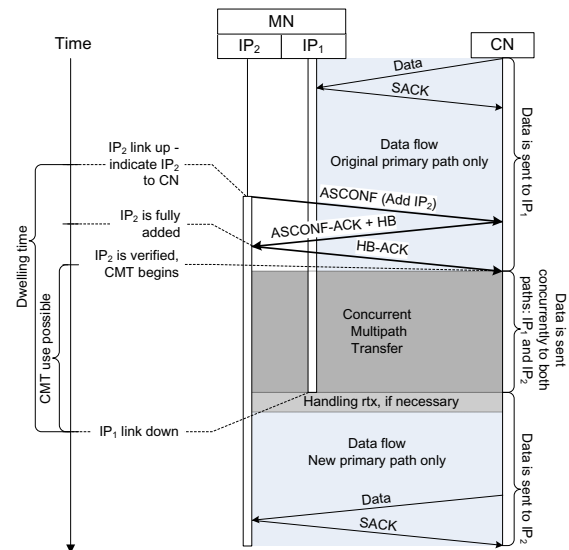 MN
Time
IP2
IP1
CN
Data
SACK
Data flow
Original primary path only
Data is sent to IP1
IP2 link up -
indicate IP2
to CN
ASCONF (Add IP2)
IP2 is fully
added
ASCONF-ACK + HB
HB-ACK
IP2 is verified,
CMT begins
Dwelling time
CMT use possible
Concurrent
Multipath
Transfer
Data is sent
concurrently to both
paths: IP1 and IP2
Handling rtx, if necessary
IP1 link down
Data flow
New primary path only
Data is sent to IP2
Data
SACK